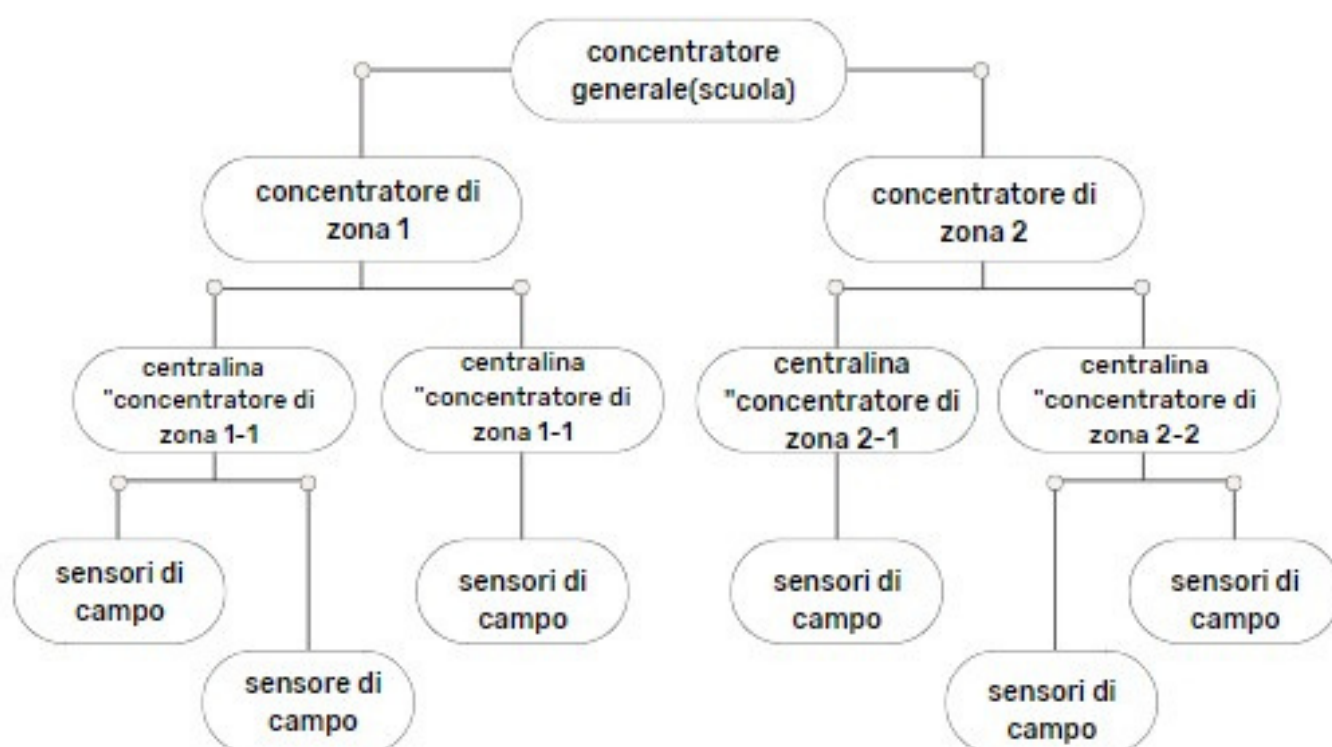 concentratore
generale(scuola)
concentratore di
zona 1
concentratore di
zona 2
centralina
"concentratore di
zona 1-1
centralina
"concentratore di
zona 1-1
centralina
"concentratore di
zona 2-1
centralina
"concentratore di
zona 2-2
sensori di
campo
sensore di
campo
sensori di
campo
sensori di
campo
sensori di
campo
sensori di
campo